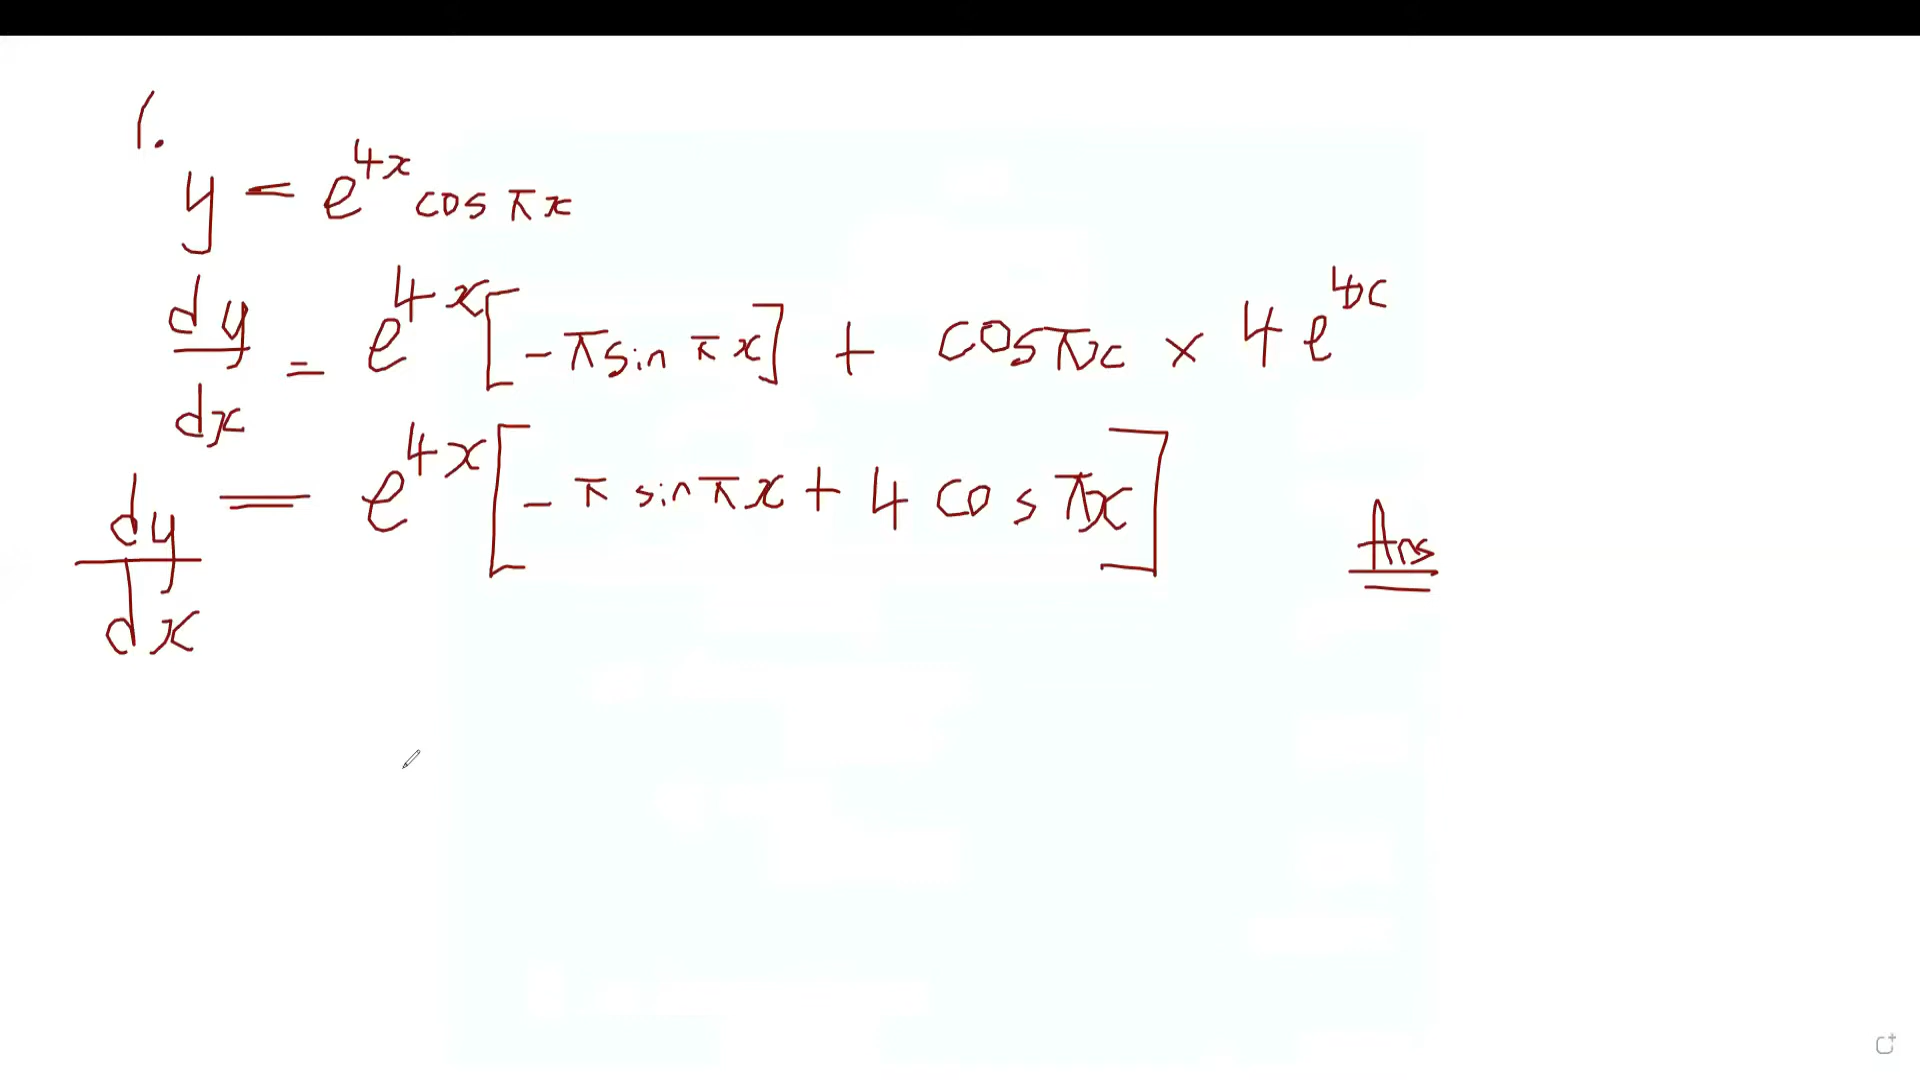 1.
y = e^{4x} cos πx
dy/dx = e^{4x}[-π sin πx] + cos πx × 4e^{4x}
dy/dx = e^{4x}[-π sin πx + 4 cos πx]
Ans